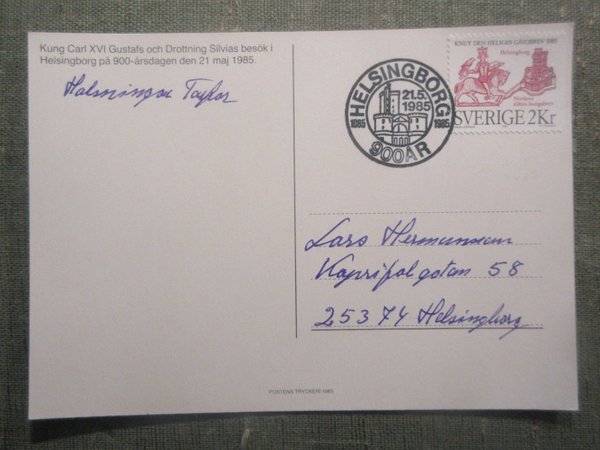 Kung Carl XVI Gustafs och Drottning Silvias besök i
Helsingborg på 900-årsdagen den 21 maj 1985.
HELSINGBORG
21.5.
1985
1085 1985
900 ÅR
KNUT DEN HELIGES GÅVOBREV 1085
Helsingborg
SVERIGE 2Kr
Lars Hermansson
Kaprifolgatan 58
253 74 Helsingborg
POSTENS TRYCKERI 1985